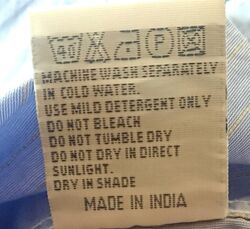 40 P
MACHINE WASH SEPARATELY
IN COLD WATER.
USE MILD DETERGENT ONLY
DO NOT BLEACH
DO NOT TUMBLE DRY
DO NOT DRY IN DIRECT
SUNLIGHT.
DRY IN SHADE
MADE IN INDIA